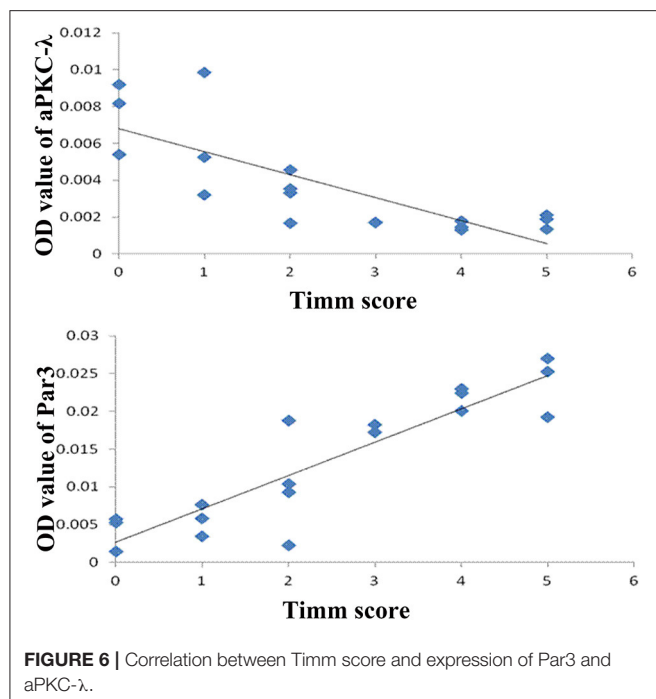 0.012
0.01
0.008
0.006
0.004
0.002
0
OD value of aPKC-λ
0 1 2 3 4 5 6
Timm score
0.03
0.025
0.02
0.015
0.01
0.005
0
OD value of Par3
0 1 2 3 4 5 6
Timm score
FIGURE 6 | Correlation between Timm score and expression of Par3 and
aPKC-λ.